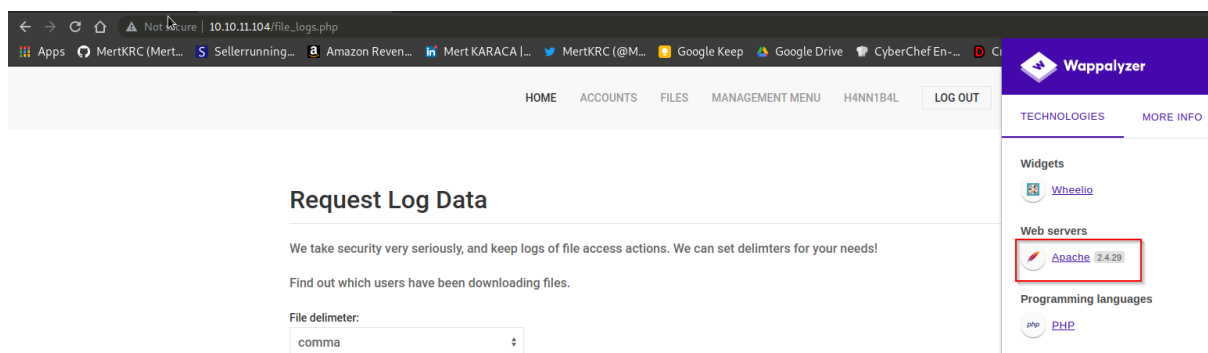 Not secure | 10.10.11.104/file_logs.php
Apps MertKRC (Mert... Sellerrunning... Amazon Reven... Mert KARACA |... MertKRC (@M... Google Keep Google Drive CyberChef En-... Cr
Wappalyzer
HOME ACCOUNTS FILES MANAGEMENT MENU H4NN1B4L LOG OUT
TECHNOLOGIES MORE INFO
Widgets
Wheelio
Request Log Data
Web servers
We take security very seriously, and keep logs of file access actions. We can set delimters for your needs!
Apache 2.4.29
Find out which users have been downloading files.
Programming languages
File delimeter:
php PHP
comma